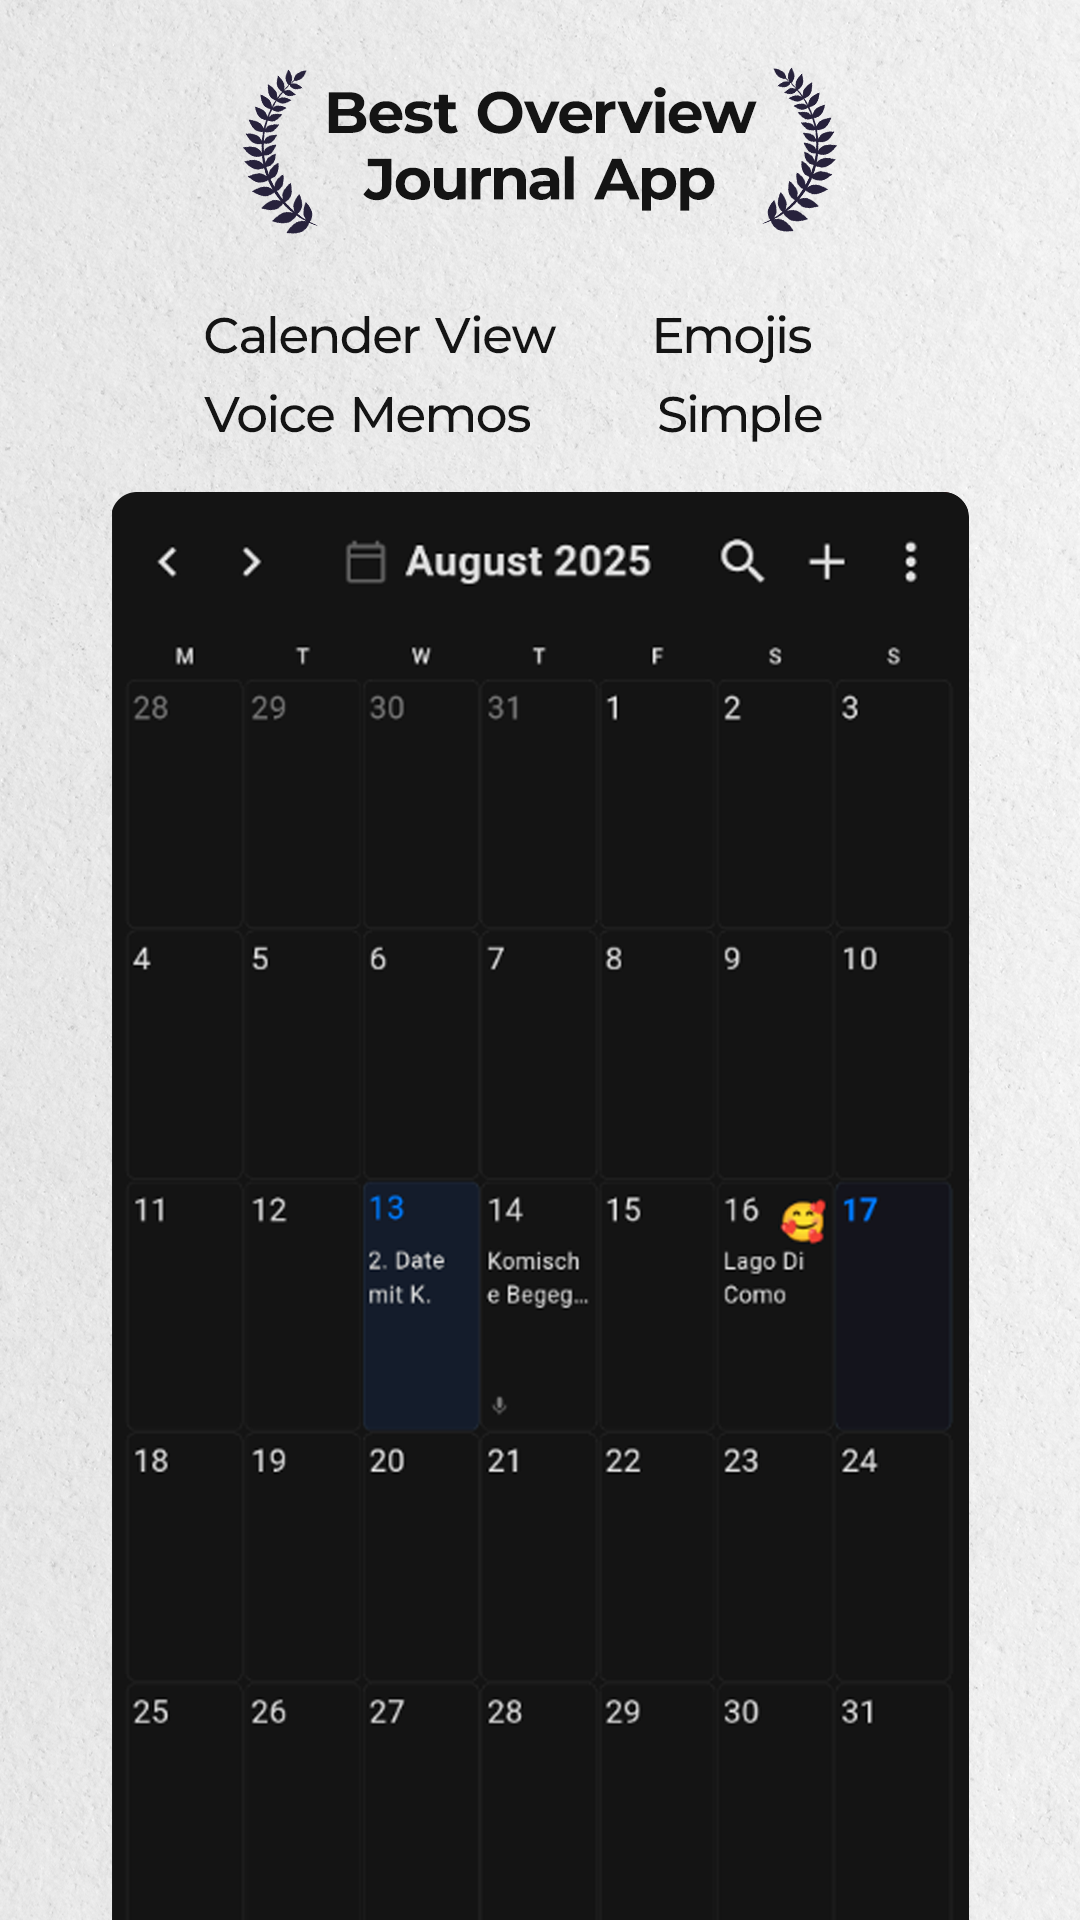 Best Overview
Journal App
Calender View Emojis
Voice Memos Simple
August 2025
M T W T F S S
28 29 30 31 1 2 3
4 5 6 7 8 9 10
11 12 13 14 15 16 🥰 17
2. Date Komisch Lago Di
mit K. e Begeg... Como
18 19 20 21 22 23 24
25 26 27 28 29 30 31